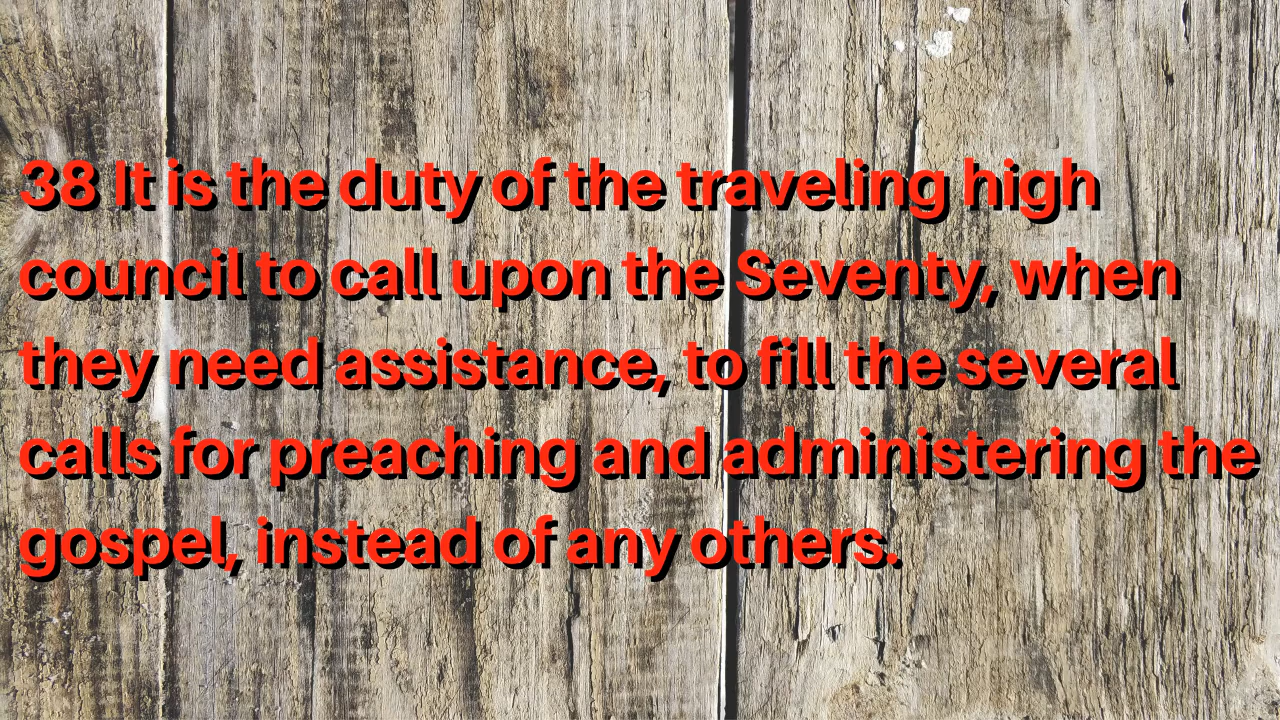 38 It is the duty of the traveling high
council to call upon the Seventy, when
they need assistance, to fill the several
calls for preaching and administering the
gospel, instead of any others.